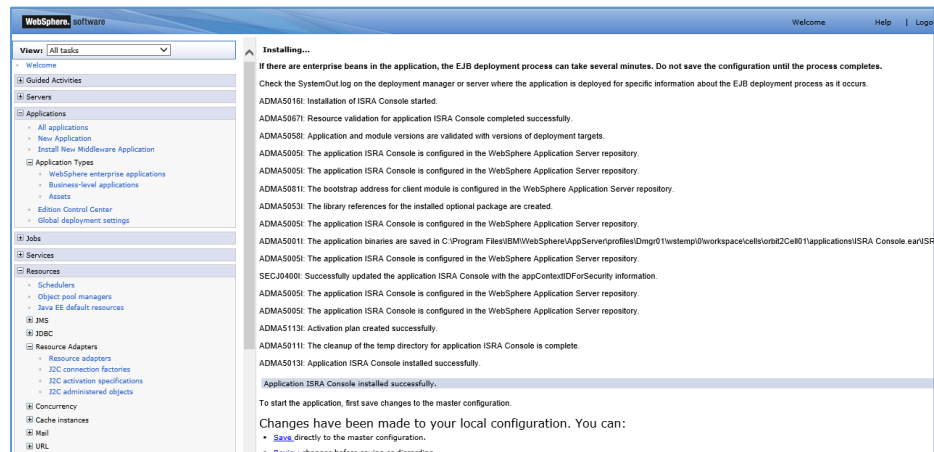 WebSphere. software
Welcome Help | Logo
View: All tasks
Welcome
Guided Activities
Servers
Applications
All applications
New Application
Install New Middleware Application
Application Types
WebSphere enterprise applications
Business-level applications
Assets
Edition Control Center
Global deployment settings
Jobs
Services
Resources
Schedulers
Object pool managers
Java EE default resources
JMS
JDBC
Resource Adapters
Resource adapters
J2C connection factories
J2C activation specifications
J2C administered objects
Concurrency
Cache instances
Mail
URL
Installing...
If there are enterprise beans in the application, the EJB deployment process can take several minutes. Do not save the configuration until the process completes.
Check the SystemOut.log on the deployment manager or server where the application is deployed for specific information about the EJB deployment process as it occurs.
ADMA5016I: Installation of ISRA Console started.
ADMA5067I: Resource validation for application ISRA Console completed successfully.
ADMA5058I: Application and module versions are validated with versions of deployment targets.
ADMA5005I: The application ISRA Console is configured in the WebSphere Application Server repository.
ADMA5005I: The application ISRA Console is configured in the WebSphere Application Server repository.
ADMA5081I: The bootstrap address for client module is configured in the WebSphere Application Server repository.
ADMA5053I: The library references for the installed optional package are created.
ADMA5005I: The application ISRA Console is configured in the WebSphere Application Server repository.
ADMA5001I: The application binaries are saved in C:\Program Files\IBM\WebSphere\AppServer\profiles\Dmgr01\wstemp\0\workspace\cells\orbit2Cell01\applications\ISRA Console.ear\ISR
ADMA5005I: The application ISRA Console is configured in the WebSphere Application Server repository.
SECJ0400I: Successfully updated the application ISRA Console with the appContextIDForSecurity information.
ADMA5005I: The application ISRA Console is configured in the WebSphere Application Server repository.
ADMA5005I: The application ISRA Console is configured in the WebSphere Application Server repository.
ADMA5113I: Activation plan created successfully.
ADMA5011I: The cleanup of the temp directory for application ISRA Console is complete.
ADMA5013I: Application ISRA Console installed successfully.
Application ISRA Console installed successfully.
To start the application, first save changes to the master configuration.
Changes have been made to your local configuration. You can:
Save directly to the master configuration.
Review changes before saving or discarding.